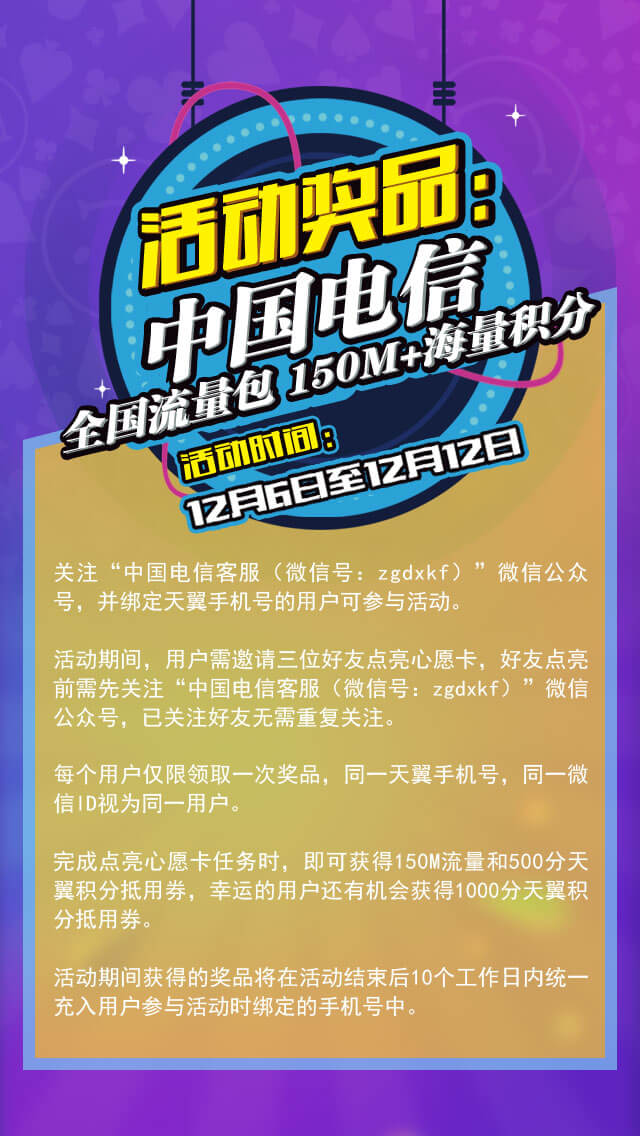 活动奖品:
中国电信
全国流量包 150M+海量积分
活动时间:
12月6日至12月12日
关注“中国电信客服（微信号: zgdxkf）”微信公众
号，并绑定天翼手机号的用户可参与活动。
活动期间，用户需邀请三位好友点亮心愿卡，好友点亮
前需先关注“中国电信客服（微信号: zgdxkf）”微信
公众号，已关注好友无需重复关注。
每个用户仅限领取一次奖品，同一天翼手机号，同一微
信ID视为同一用户。
完成点亮心愿卡任务时，即可获得150M流量和500分天
翼积分抵用券，幸运的用户还有机会获得1000分天翼积
分抵用券。
活动期间获得的奖品将在活动结束后10个工作日内统一
充入用户参与活动时绑定的手机号中。